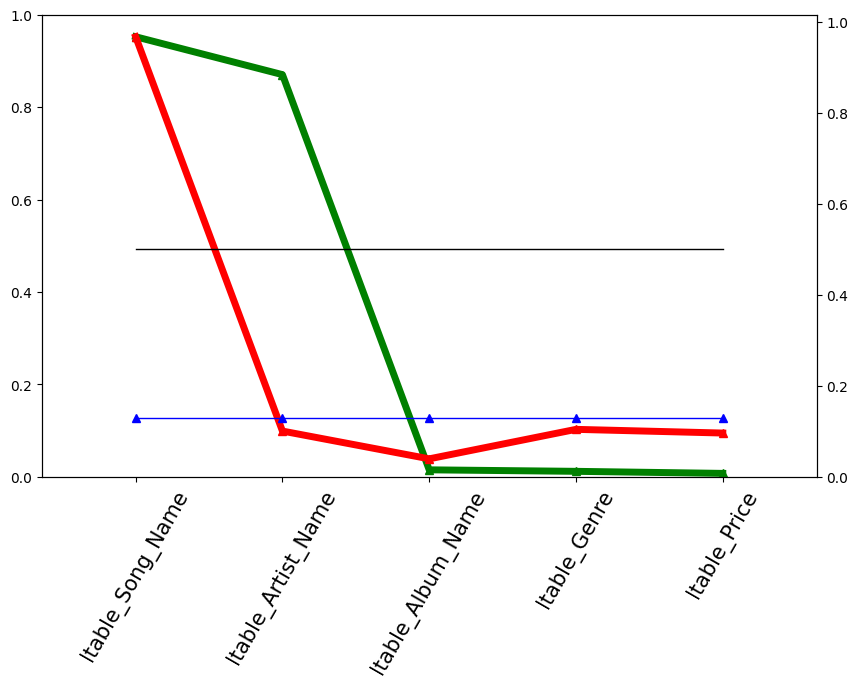 1.0
0.8
0.6
0.4
0.2
0.0
1.0
0.8
0.6
0.4
0.2
0.0
ltable_Song_Name
ltable_Artist_Name
ltable_Album_Name
ltable_Genre
ltable_Price